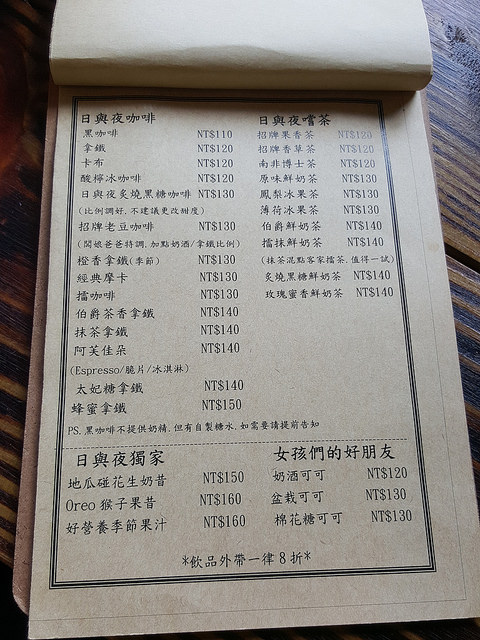 日與夜咖啡
黑咖啡 NT$110
拿鐵 NT$120
卡布 NT$120
酸檸冰咖啡 NT$120
日與夜炙燒黑糖咖啡 NT$130
(比例調好,不建議更改甜度)
招牌老豆咖啡 NT$130
(闆娘爸爸特調,加點奶酒/拿鐵比例)
橙香拿鐵(季節) NT$130
經典摩卡 NT$130
擂咖啡 NT$130
伯爵茶香拿鐵 NT$140
抹茶拿鐵 NT$140
阿芙佳朵 NT$140
(Espresso/脆片/冰淇淋)
太妃糖拿鐵 NT$140
蜂蜜拿鐵 NT$150
日與夜嚐茶
招牌果香茶 NT$120
招牌香草茶 NT$120
南非博士茶 NT$120
原味鮮奶茶 NT$130
鳳梨冰果茶 NT$130
薄荷冰果茶 NT$130
伯爵鮮奶茶 NT$140
擂抹鮮奶茶 NT$140
(抹茶混點客家擂茶,值得一試)
炙燒黑糖鮮奶茶 NT$140
玫瑰蜜香鮮奶茶 NT$140
PS.黑咖啡不提供奶精,但有自製糖水,如需要請提前告知
日與夜獨家
地瓜碰花生奶昔 NT$150
Oreo 猴子果昔 NT$160
好營養季節果汁 NT$160
女孩們的好朋友
奶酒可可 NT$120
盆栽可可 NT$130
棉花糖可可 NT$130
*飲品外帶一律8折*